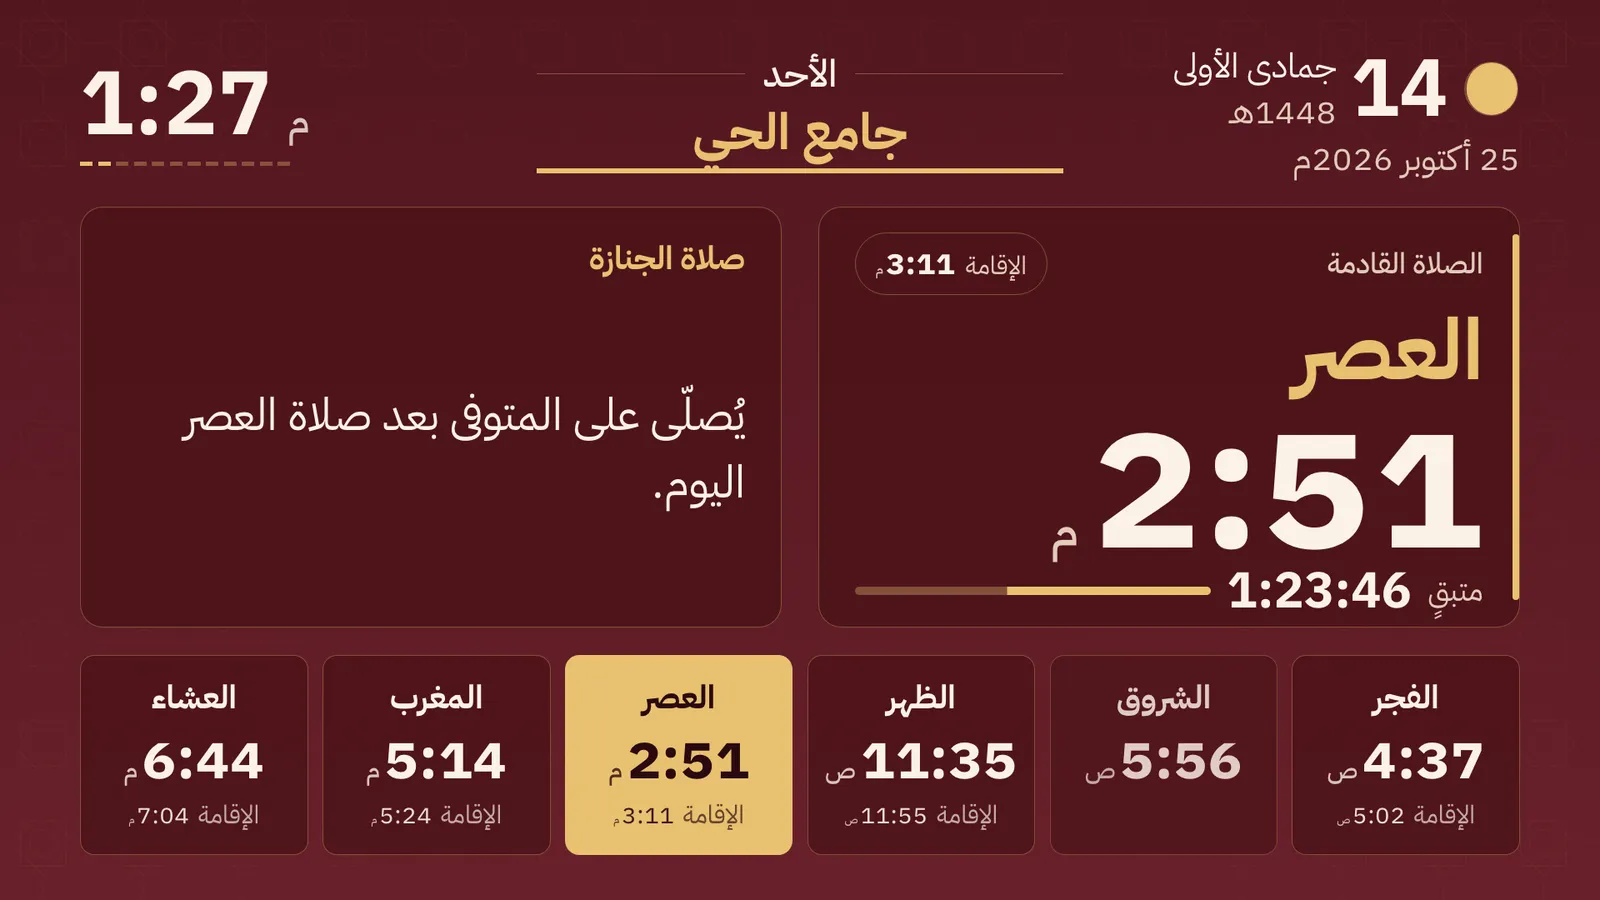 14 جمادى الأولى
1448هـ
25 أكتوبر 2026م
الأحد
جامع الحي
1:27 م
الصلاة القادمة
الإقامة 3:11 م
العصر
2:51 م
متبقٍ 1:23:46
صلاة الجنازة
يُصلّى على المتوفى بعد صلاة العصر
اليوم.
الفجر
4:37 ص
الإقامة 5:02 ص
الشروق
5:56 ص
الظهر
11:35 ص
الإقامة 11:55 ص
العصر
2:51 م
الإقامة 3:11 م
المغرب
5:14 م
الإقامة 5:24 م
العشاء
6:44 م
الإقامة 7:04 م